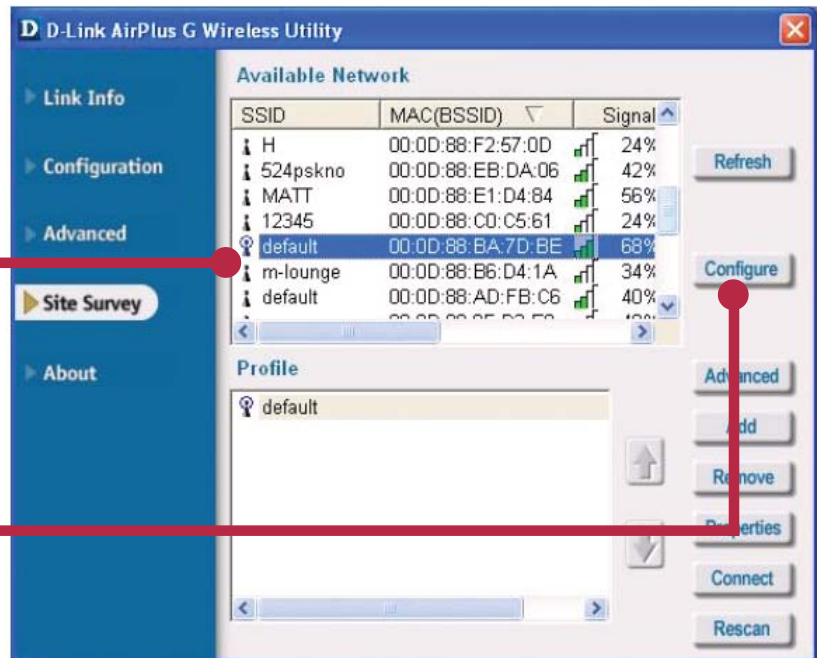 D D-Link AirPlus G Wireless Utility
Link Info
Configuration
Advanced
Site Survey
About
Available Network
SSID MAC(BSSID) Signal
H 00:0D:88:F2:57:0D 24%
524pskno 00:0D:88:EB:DA:06 42%
MATT 00:0D:88:E1:D4:84 56%
12345 00:0D:88:C0:C5:61 24%
default 00:0D:88:BA:7D:BE 68%
m-lounge 00:0D:88:B6:D4:1A 34%
default 00:0D:88:AD:FB:C6 40%
Refresh
Configure
Profile
default
Advanced
Add
Remove
Properties
Connect
Rescan